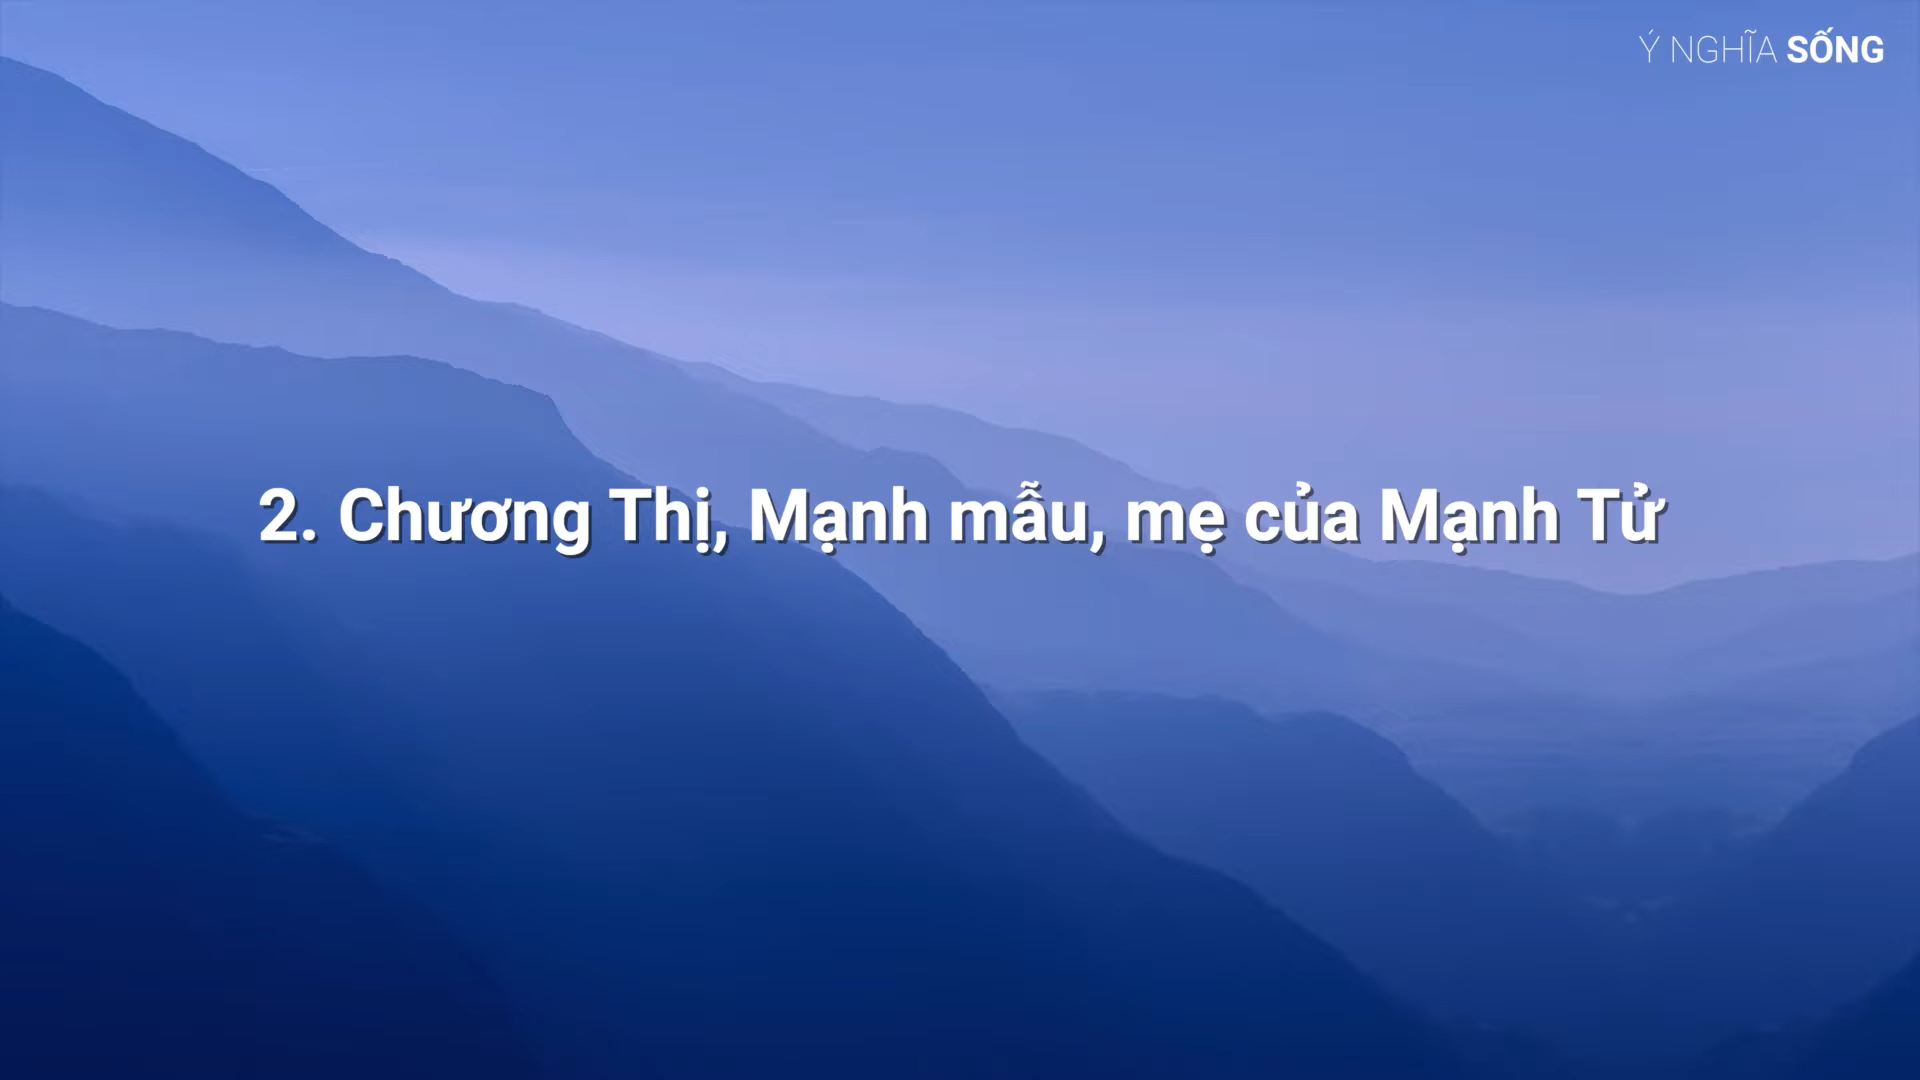 Ý NGHĨA SỐNG
2. Chương Thị, Mạnh mẫu, mẹ của Mạnh Tử